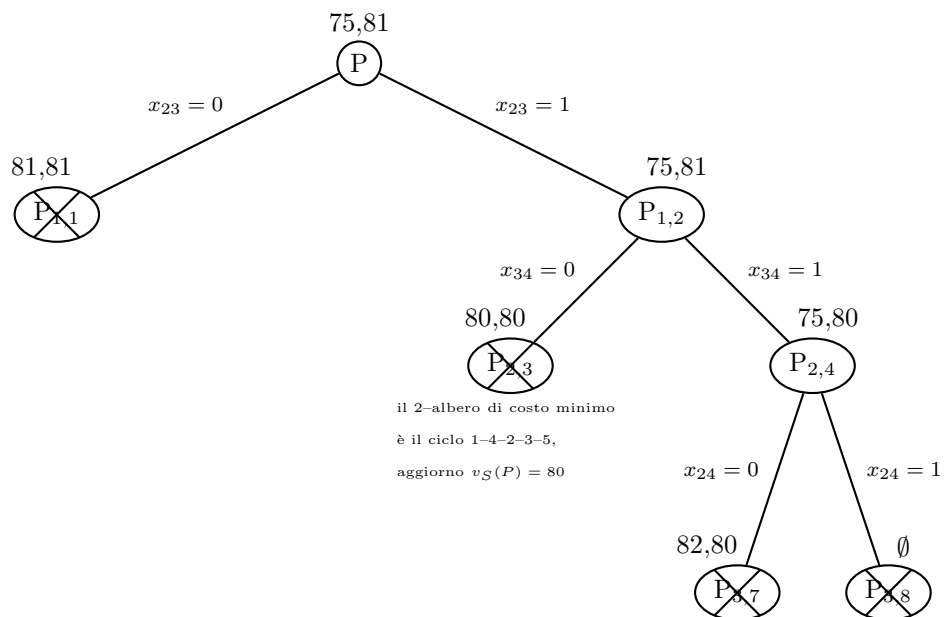 75,81
P
x₂₃ = 0
x₂₃ = 1
81,81
75,81
P₁,₁
P₁,₂
x₃₄ = 0
x₃₄ = 1
80,80
75,80
P₂,₃
P₂,₄
il 2–albero di costo minimo
è il ciclo 1–4–2–3–5,
aggiorno v_S(P) = 80
x₂₄ = 0
x₂₄ = 1
82,80
∅
P₃,₇
P₃,₈